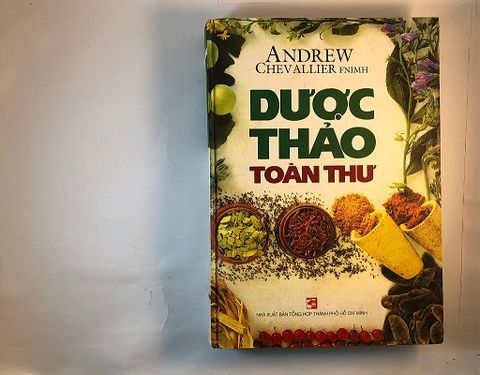 ANDREW
CHEVALLIER FNIMH
DƯỢC
THẢO
TOÀN THƯ
NHÀ XUẤT BẢN TỔNG HỢP THÀNH PHỐ HỒ CHÍ MINH